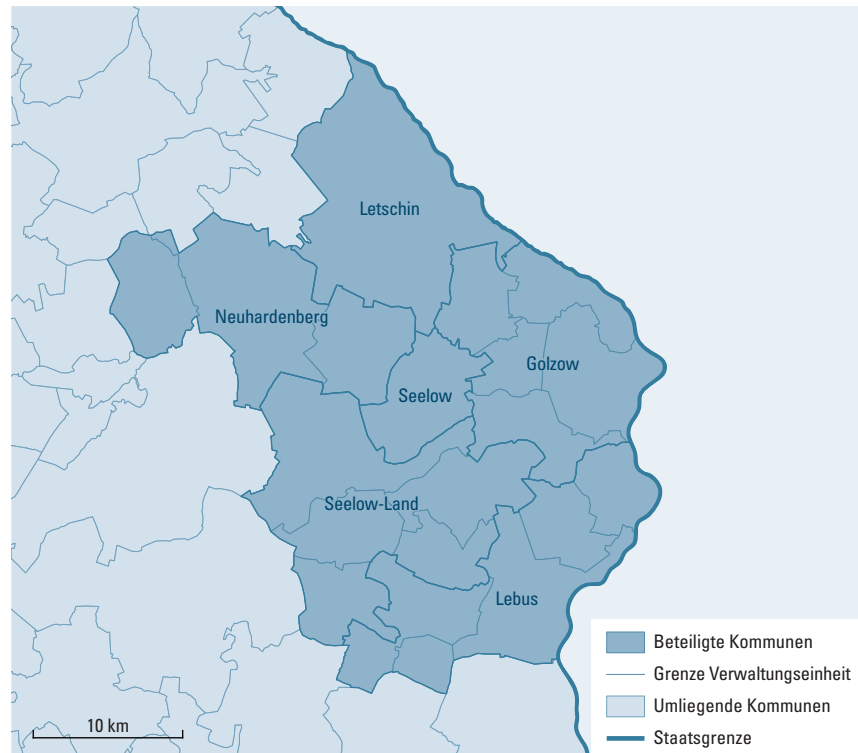 Letschin
Neuhardenberg
Golzow
Seelow
Seelow-Land
Lebus
Beteiligte Kommunen
Grenze Verwaltungseinheit
Umliegende Kommunen
Staatsgrenze
10 km